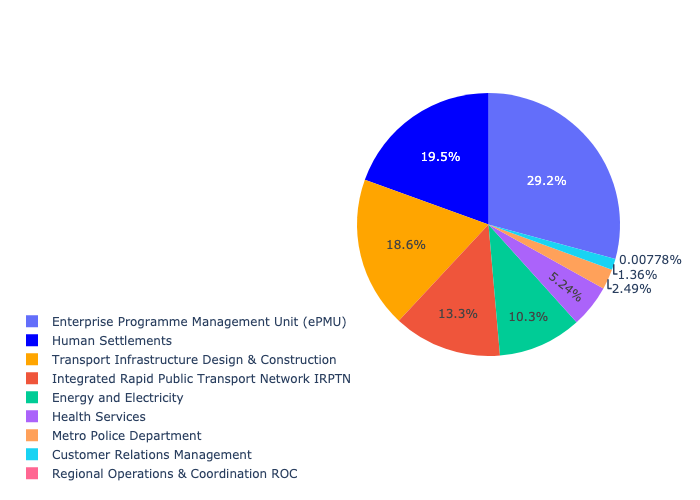 19.5%
29.2%
18.6%
0.00778%
1.36%
2.49%
5.24%
13.3%
10.3%
Enterprise Programme Management Unit (ePMU)
Human Settlements
Transport Infrastructure Design & Construction
Integrated Rapid Public Transport Network IRPTN
Energy and Electricity
Health Services
Metro Police Department
Customer Relations Management
Regional Operations & Coordination ROC